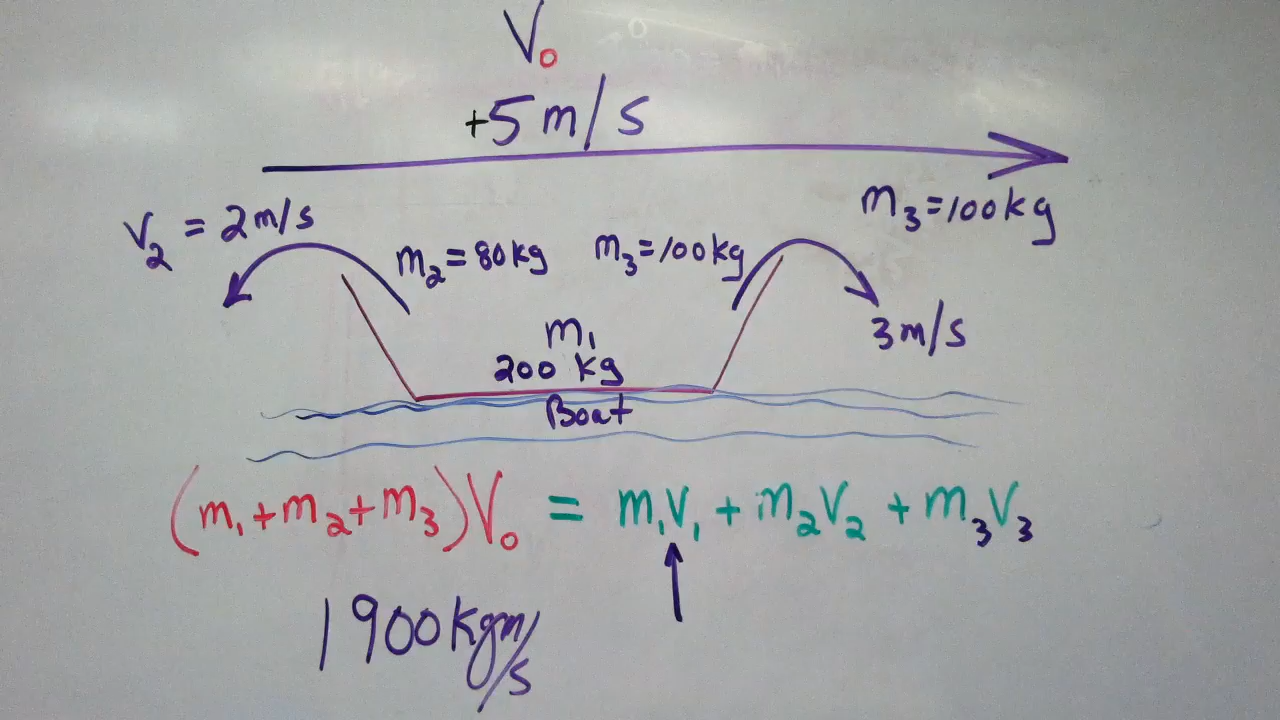 V₀
+5 m/s
m₃=100kg
V₂ = 2m/s
m₂=80kg m₃=100kg
3m/s
m₁
200 kg
Boat
(m₁+m₂+m₃)V₀ = m₁V₁ + m₂V₂ + m₃V₃
1900kgm/s